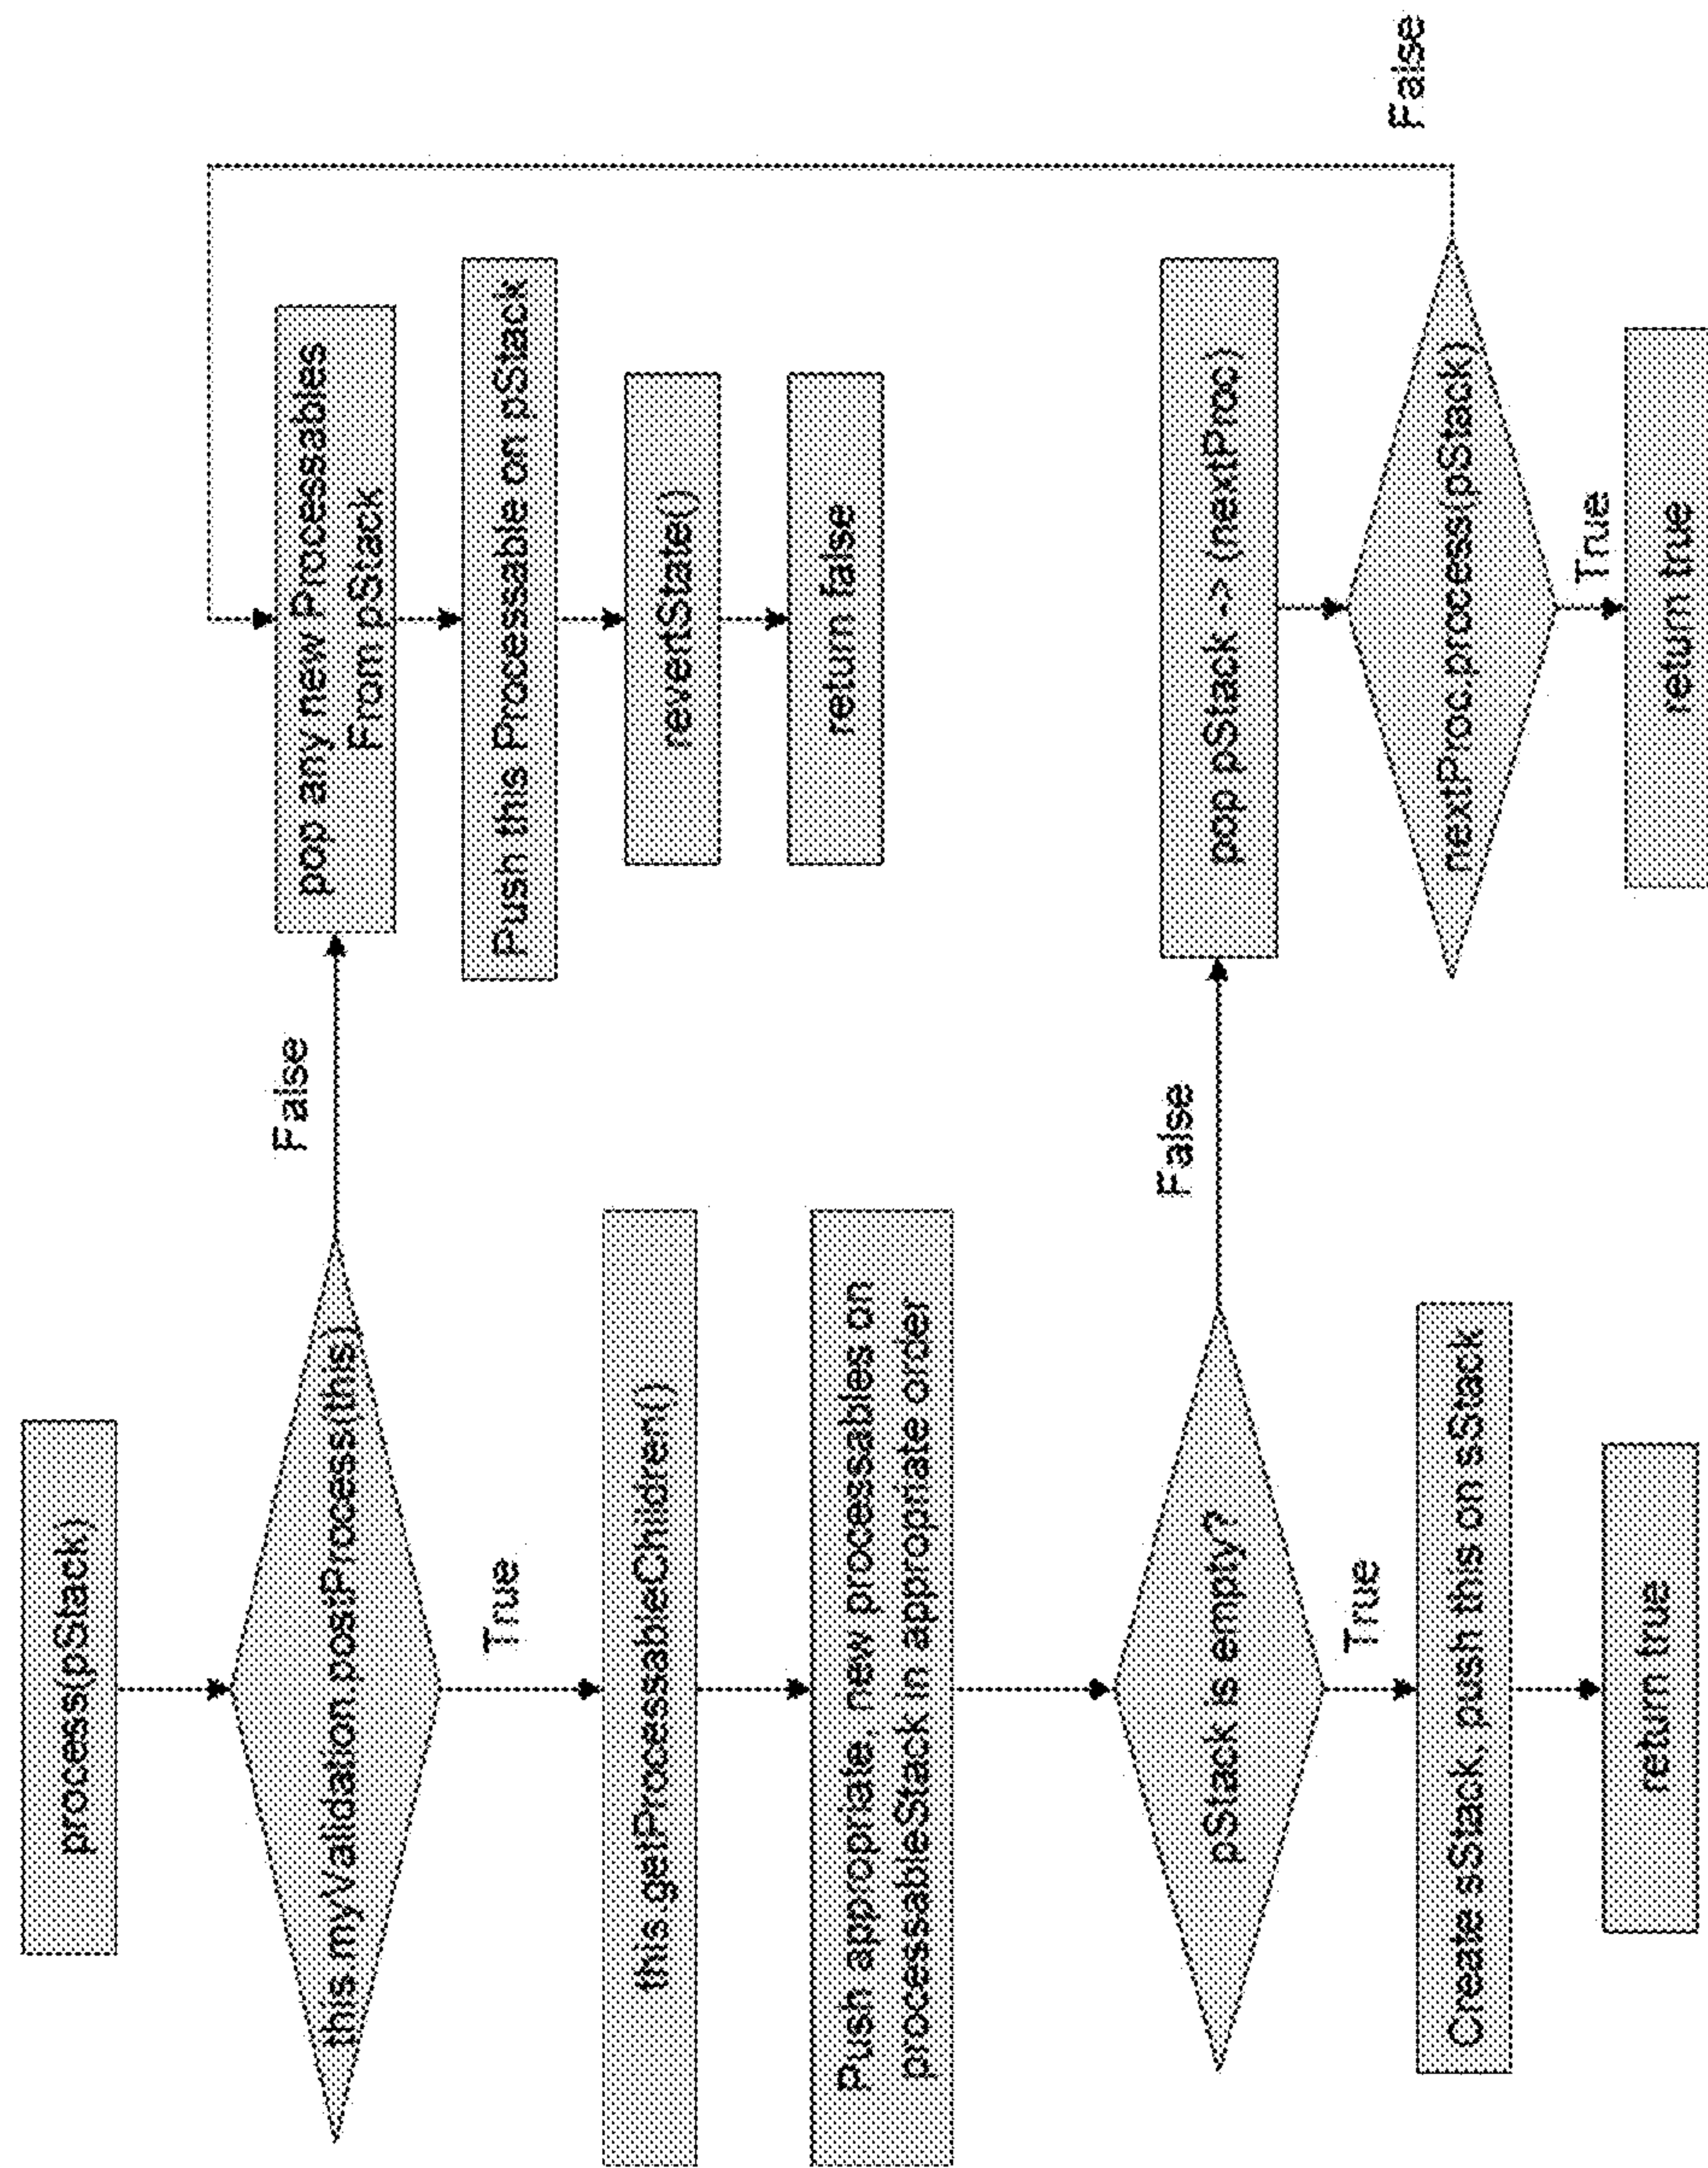 process(pStack)
this.myValidation.postProcess(this)
False
pop any new Processables
From pStack
Push this Processable on pStack
revertState()
return false
True
this.getProcessableChildren()
Push appropriate, new processables on
processableStack in appropriate order
pStack is empty?
False
pop pStack -> (nextProc)
nextProc.process(pStack)
False
True
return true
True
Create sStack, push this on sStack
return true